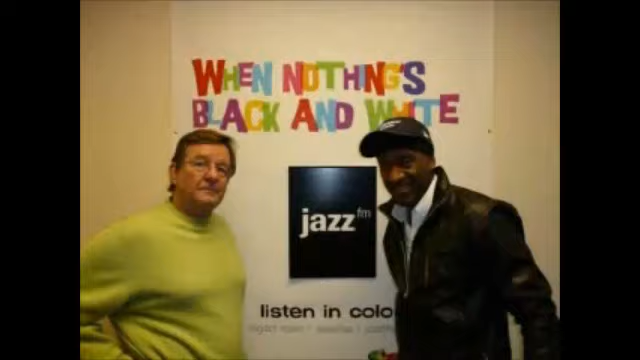 WHEN NOTHING'S
BLACK AND WHITE
jazz fm
listen in colo